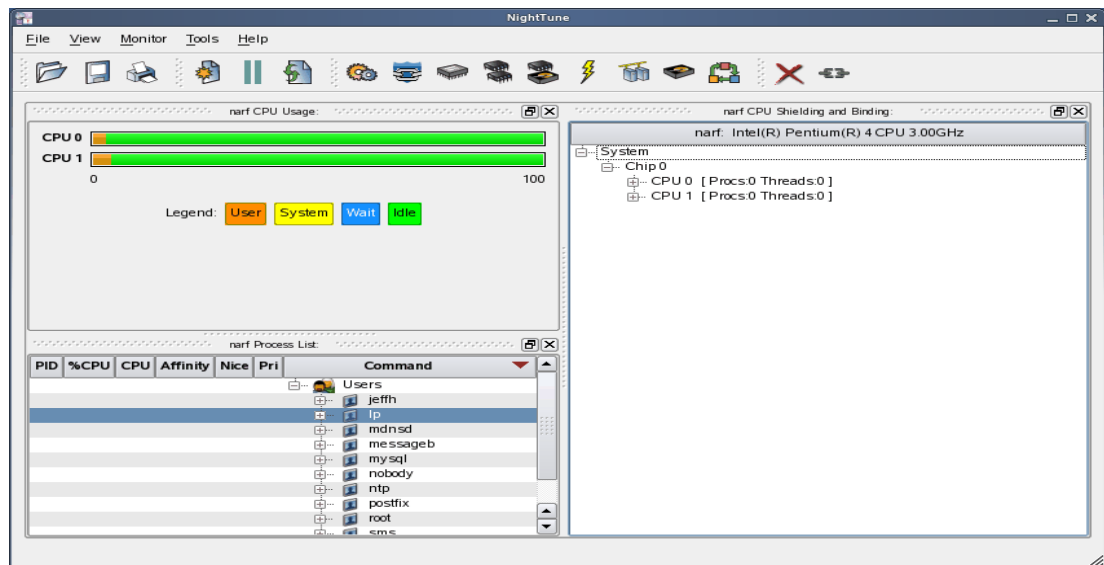 NightTune
File View Monitor Tools Help
narf CPU Usage:
CPU 0
CPU 1
0 100
Legend: User System Wait Idle
narf Process List:
PID %CPU CPU Affinity Nice Pri Command
Users
jeffh
lp
mdnsd
messageb
mysql
nobody
ntp
postfix
root
sms
narf CPU Shielding and Binding:
narf: Intel(R) Pentium(R) 4 CPU 3.00GHz
System
Chip 0
CPU 0 [ Procs:0 Threads:0 ]
CPU 1 [ Procs:0 Threads:0 ]